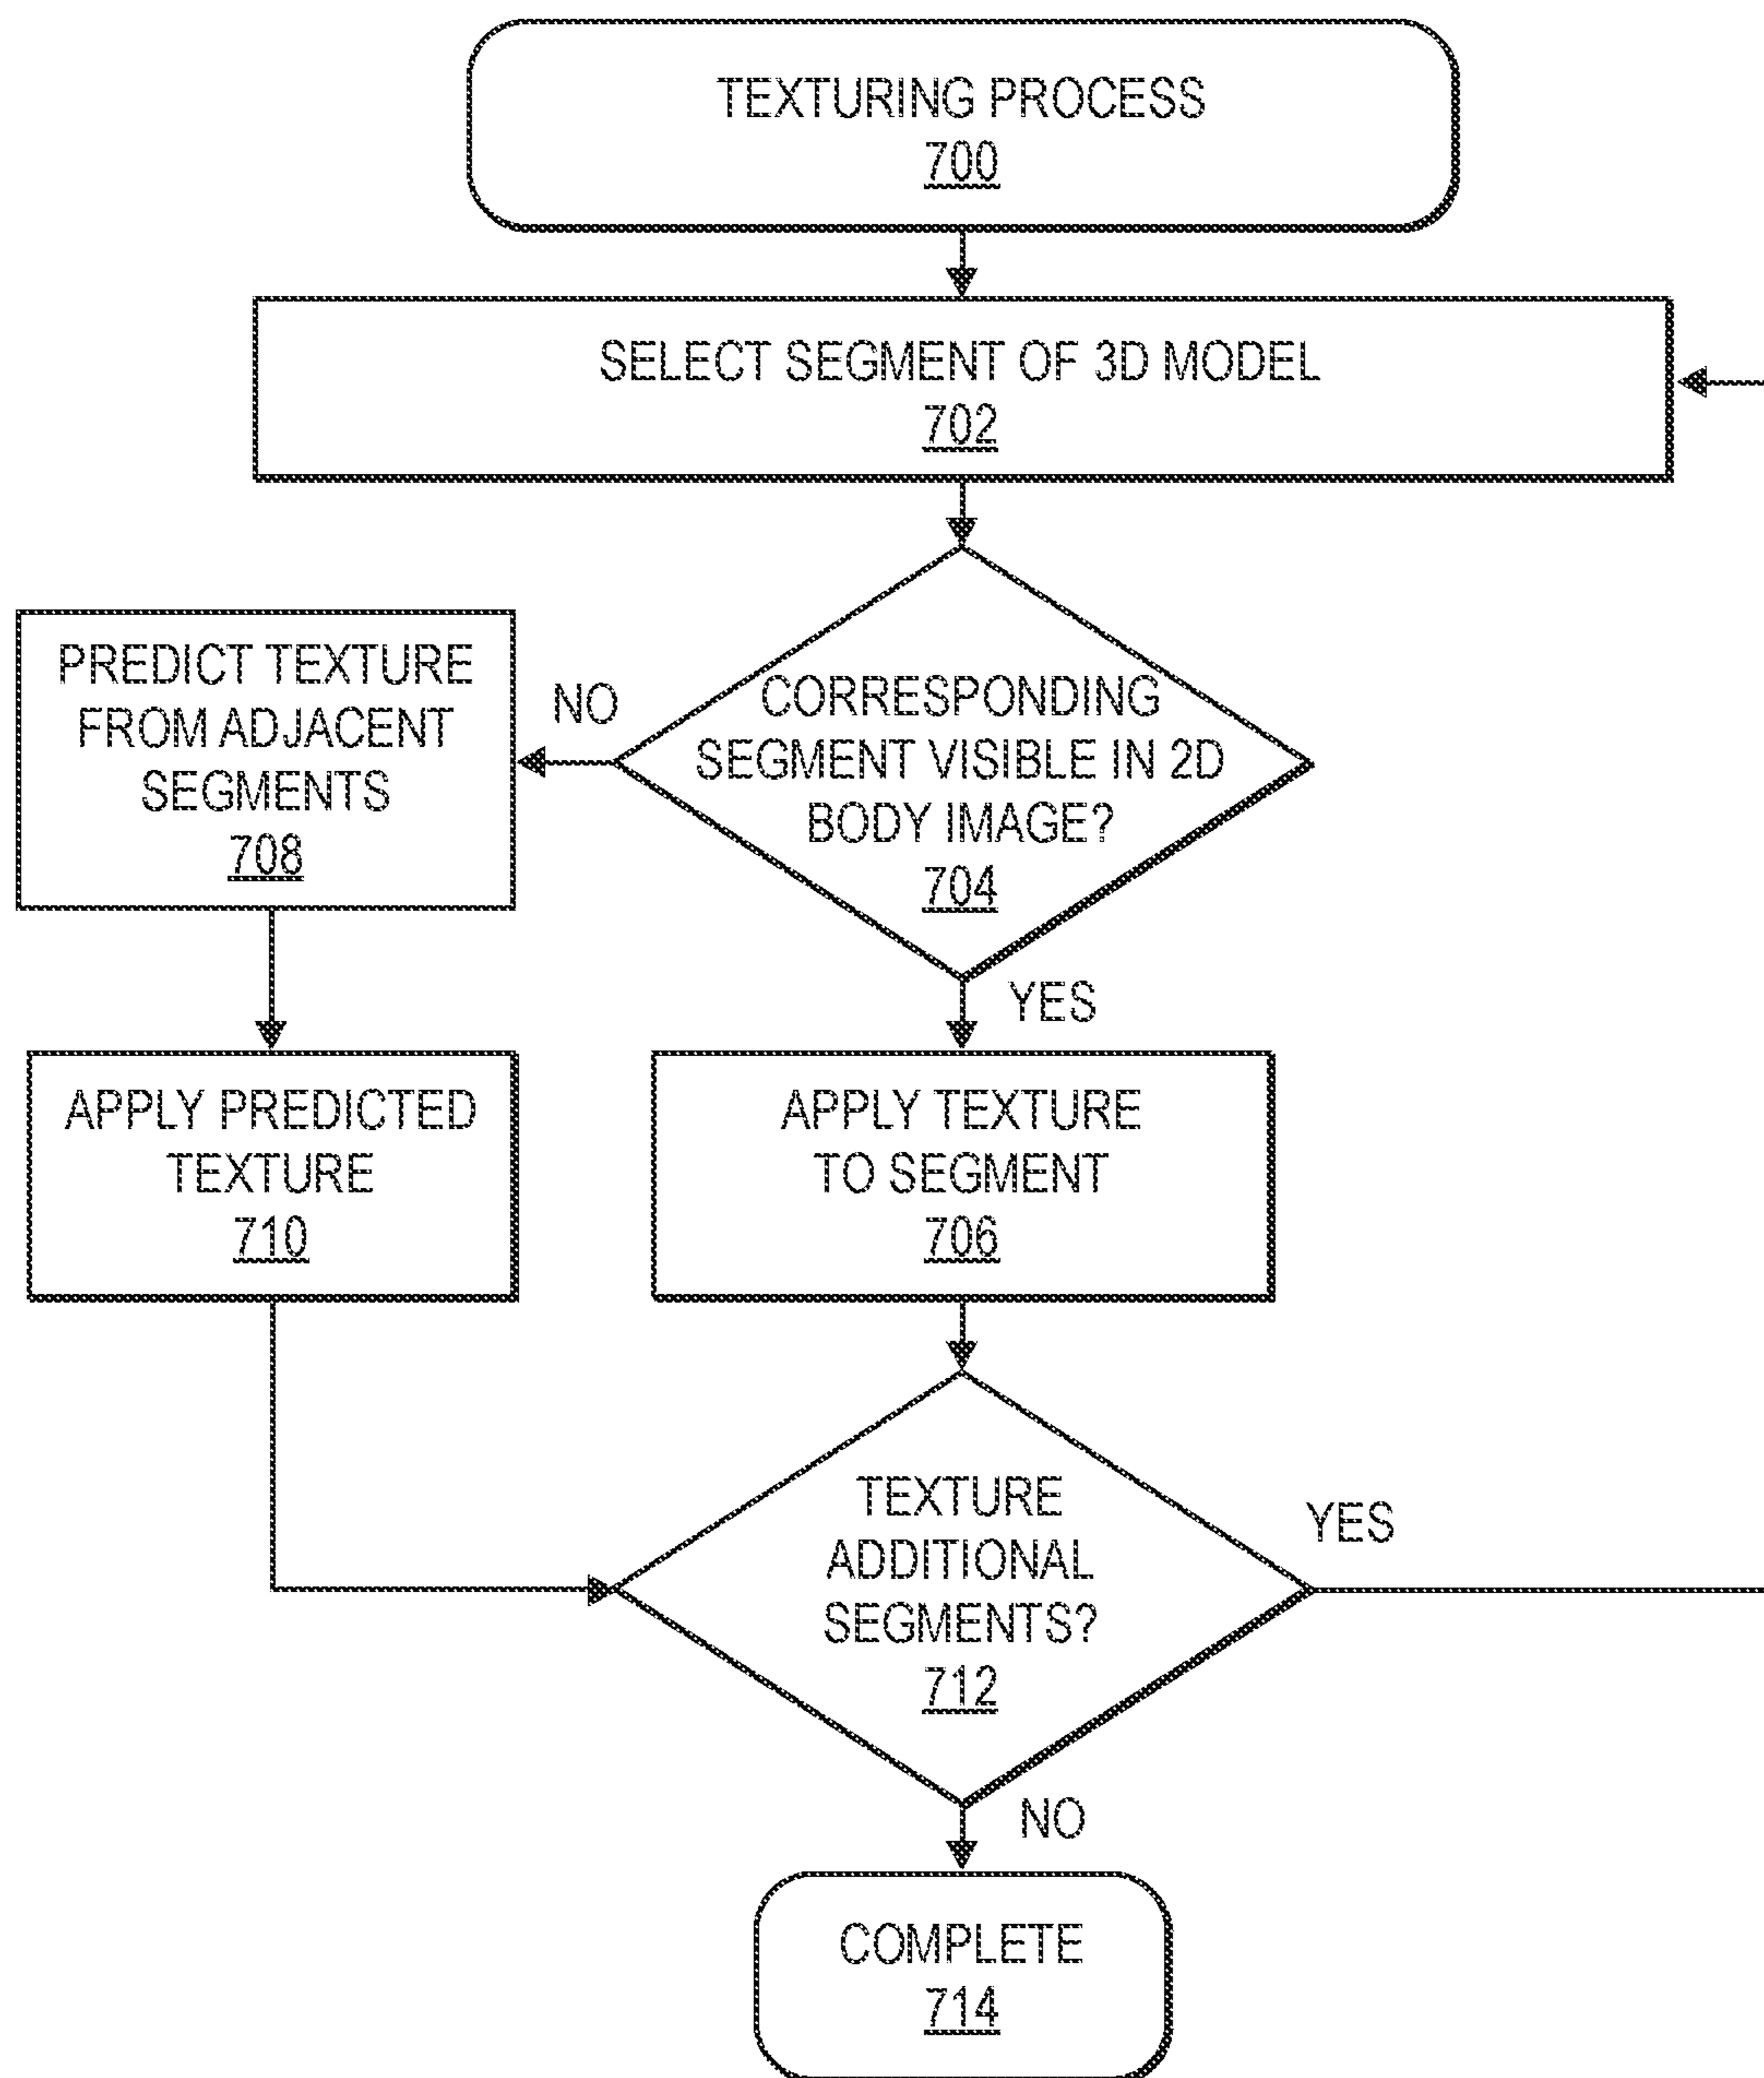 TEXTURING PROCESS
700
SELECT SEGMENT OF 3D MODEL
702
CORRESPONDING
SEGMENT VISIBLE IN 2D
BODY IMAGE?
704
NO
PREDICT TEXTURE
FROM ADJACENT
SEGMENTS
708
YES
APPLY PREDICTED
TEXTURE
710
APPLY TEXTURE
TO SEGMENT
706
TEXTURE
ADDITIONAL
SEGMENTS?
712
YES
NO
COMPLETE
714